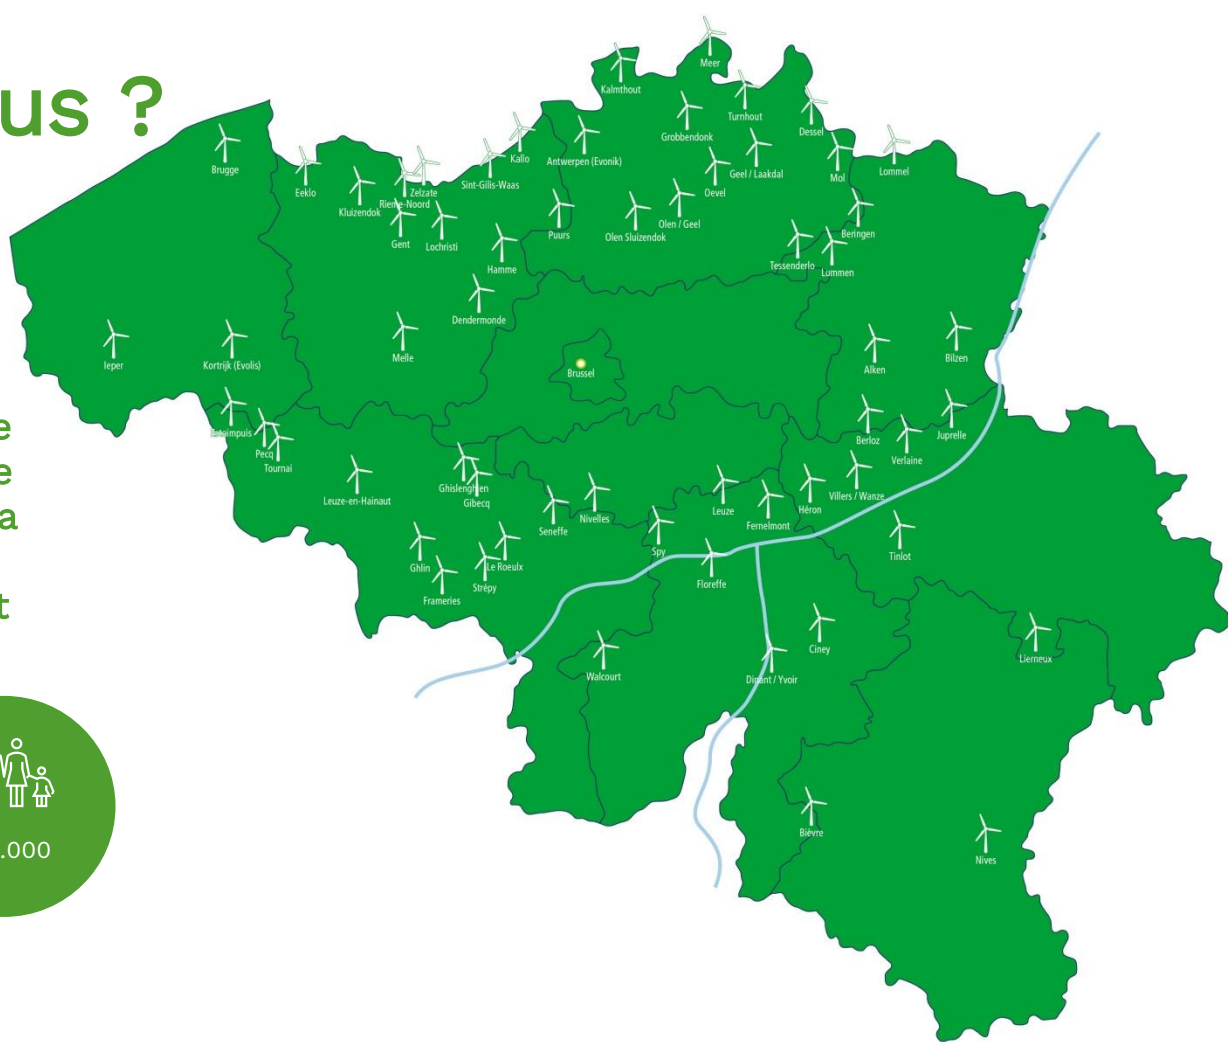 us ?
e
e
a
t
.000
Meer
Kalmthout
Turnhout
Grobbendonk
Dessel
Kallo
Antwerpen (Evonik)
Brugge
Geel / Laakdal
Lommel
Mol
Eeklo
Zelzate
Sint-Gilis-Waas
Oevel
Rieme-Noord
Kluizendok
Olen / Geel
Puurs
Olen Sluizendok
Beringen
Gent
Lochristi
Hamme
Tessenderlo
Lummen
Dendermonde
Ieper
Kortrijk (Evolis)
Melle
Brussel
Alken
Bilzen
Estaimpuis
Pecq
Tournai
Berloz
Juprelle
Verlaine
Leuze-en-Hainaut
Ghislenghien
Gibecq
Seneffe
Nivelles
Leuze
Fernelmont
Héron
Villers / Wanze
Spy
Tinlot
Ghlin
Le Roeulx
Frameries
Strépy
Floreffe
Ciney
Lierneux
Walcourt
Dinant / Yvoir
Bièvre
Nives